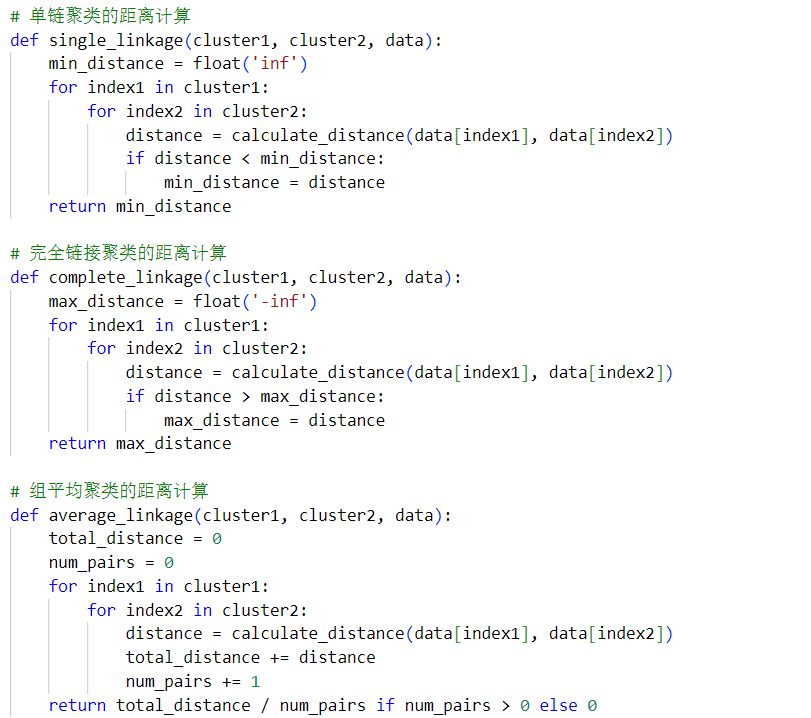 # 单链聚类的距离计算
def single_linkage(cluster1, cluster2, data):
    min_distance = float('inf')
    for index1 in cluster1:
        for index2 in cluster2:
            distance = calculate_distance(data[index1], data[index2])
            if distance < min_distance:
                min_distance = distance
    return min_distance

# 完全链接聚类的距离计算
def complete_linkage(cluster1, cluster2, data):
    max_distance = float('-inf')
    for index1 in cluster1:
        for index2 in cluster2:
            distance = calculate_distance(data[index1], data[index2])
            if distance > max_distance:
                max_distance = distance
    return max_distance

# 组平均聚类的距离计算
def average_linkage(cluster1, cluster2, data):
    total_distance = 0
    num_pairs = 0
    for index1 in cluster1:
        for index2 in cluster2:
            distance = calculate_distance(data[index1], data[index2])
            total_distance += distance
            num_pairs += 1
    return total_distance / num_pairs if num_pairs > 0 else 0